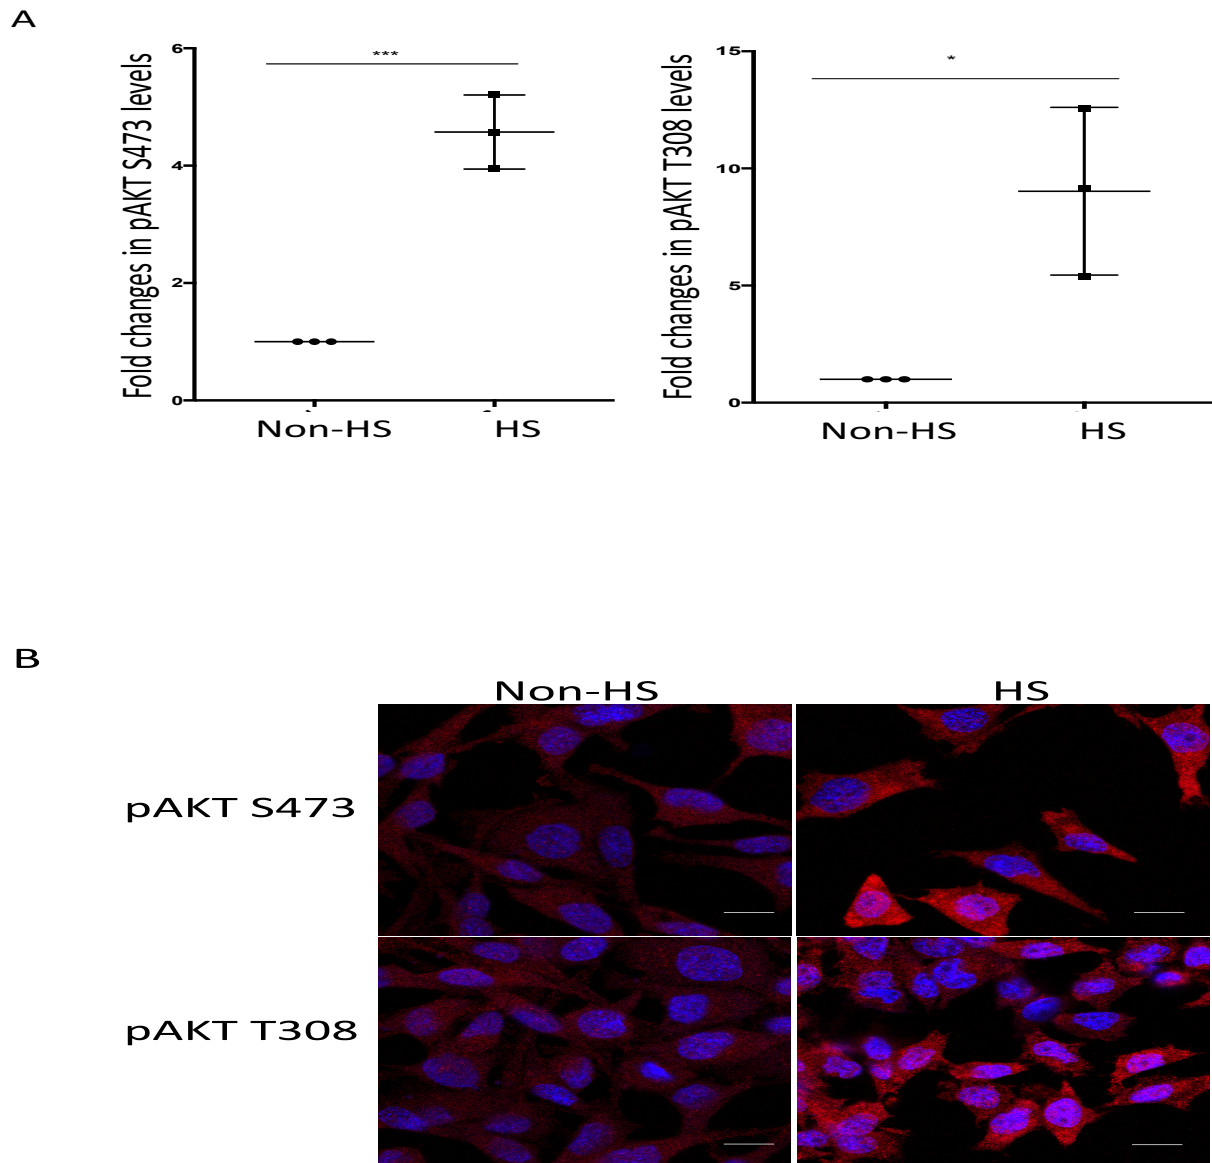 A
Fold changes in pAKT S473 levels
6
4
2
0
***
Non-HS
HS
Fold changes in pAKT T308 levels
15
10
5
0
*
Non-HS
HS
B
Non-HS
HS
pAKT S473
pAKT T308